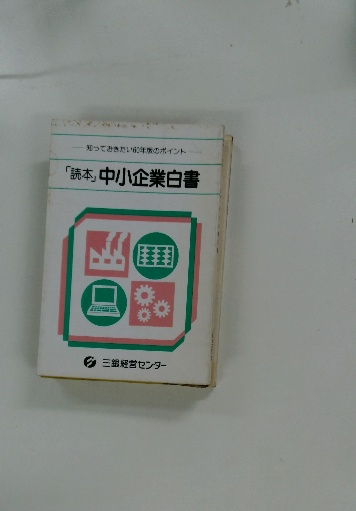 知っておきたい60年版のポイント
「読本」中小企業白書
三銀経営センター